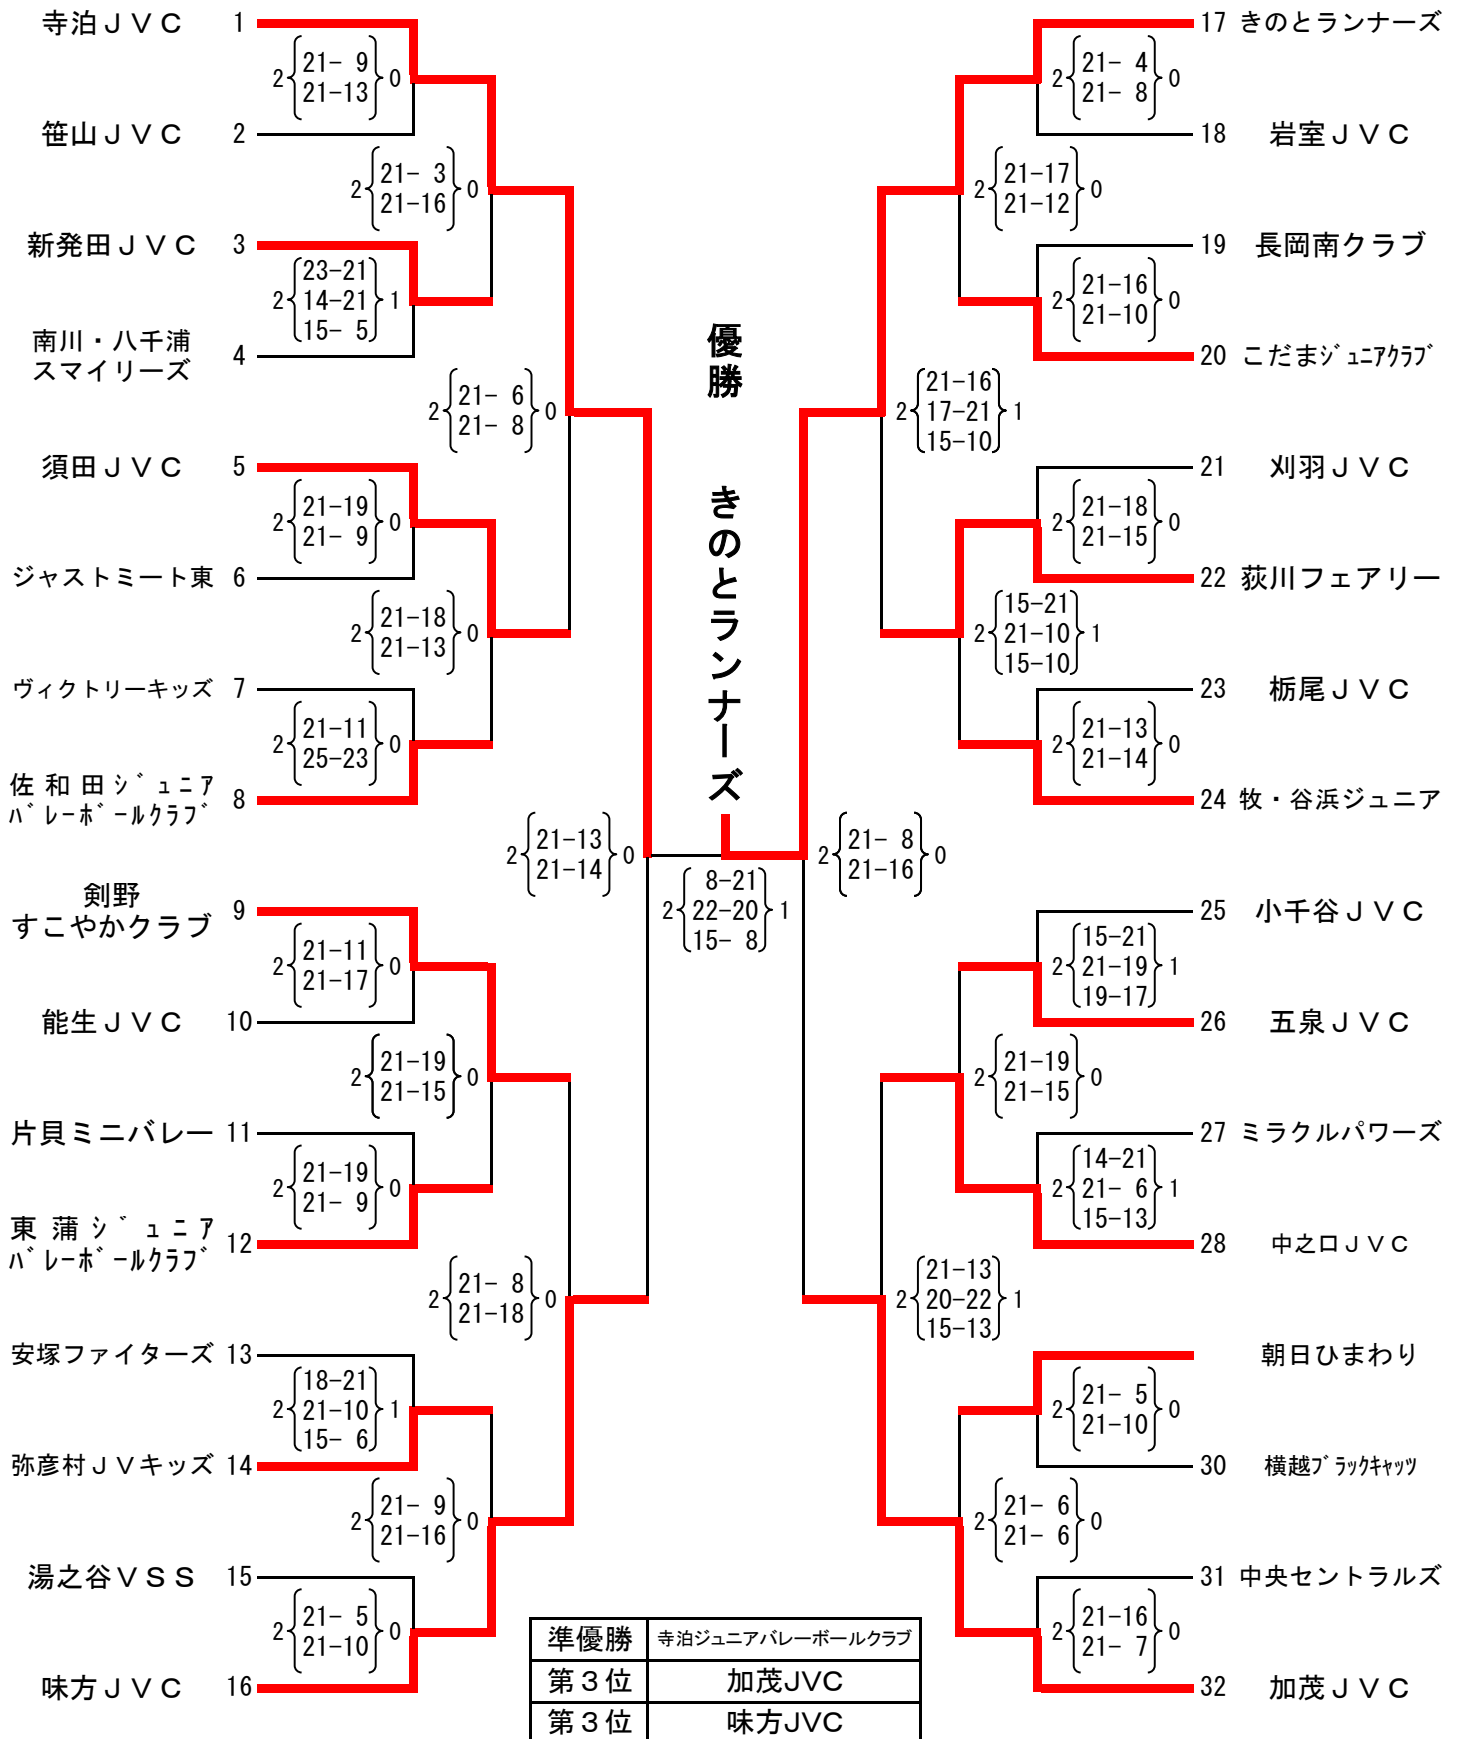 寺泊ＪＶＣ 1
2 21- 9 0
21-13
笹山ＪＶＣ 2
2 21- 3 0
21-16
新発田ＪＶＣ 3
23-21
2 14-21 1
15- 5
南川・八千浦
スマイリーズ 4
2 21- 6 0
21- 8
須田ＪＶＣ 5
2 21-19 0
21- 9
ジャストミート東 6
2 21-18 0
21-13
ヴィクトリーキッズ 7
2 21-11 0
25-23
佐和田ｼﾞｭﾆｱ
ﾊﾞﾚｰﾎﾞｰﾙｸﾗﾌﾞ 8
2 21-13 0
21-14
剣野
すこやかクラブ 9
2 21-11 0
21-17
能生ＪＶＣ 10
2 21-19 0
21-15
片貝ミニバレー 11
2 21-19 0
21- 9
東蒲ｼﾞｭﾆｱ
ﾊﾞﾚｰﾎﾞｰﾙｸﾗﾌﾞ 12
2 21- 8 0
21-18
安塚ファイターズ 13
18-21
2 21-10 1
15- 6
弥彦村ＪＶキッズ 14
2 21- 9 0
21-16
湯之谷ＶＳＳ 15
2 21- 5 0
21-10
味方ＪＶＣ 16
優勝 きのとランナーズ
8-21
2 22-20 1
15- 8
17 きのとランナーズ
2 21- 4 0
21- 8
18 岩室ＪＶＣ
2 21-17 0
21-12
19 長岡南クラブ
2 21-16 0
21-10
20 こだまｼﾞｭﾆｱｸﾗﾌﾞ
21-16
2 17-21 1
15-10
21 刈羽ＪＶＣ
2 21-18 0
21-15
22 荻川フェアリー
15-21
2 21-10 1
15-10
23 栃尾ＪＶＣ
2 21-13 0
21-14
24 牧・谷浜ジュニア
2 21- 8 0
21-16
25 小千谷ＪＶＣ
15-21
2 21-19 1
19-17
26 五泉ＪＶＣ
2 21-19 0
21-15
27 ミラクルパワーズ
14-21
2 21- 6 1
15-13
28 中之口ＪＶＣ
21-13
2 20-22 1
15-13
朝日ひまわり
2 21- 5 0
21-10
30 横越ﾌﾞﾗｯｸｷｬｯﾂ
2 21- 6 0
21- 6
31 中央セントラルズ
2 21-16 0
21- 7
32 加茂ＪＶＣ
準優勝 寺泊ジュニアバレーボールクラブ
第３位 加茂JVC
第３位 味方JVC